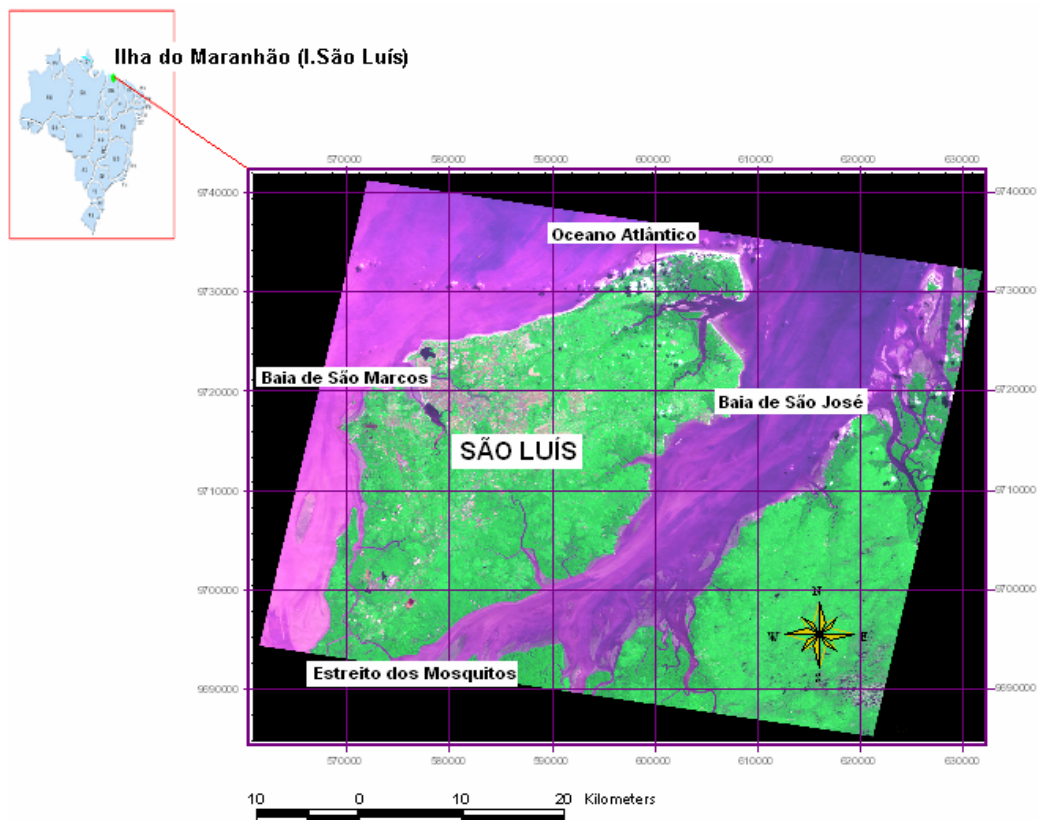 Ilha do Maranhão (I.São Luís)
570000 580000 590000 600000 610000 620000 630000
9740000 9740000
Oceano Atlântico
9730000 9730000
Baia de São Marcos
9720000 9720000
Baia de São José
SÃO LUÍS
9710000 9710000
9700000 9700000
N
W E
S
Estreito dos Mosquitos
9690000 9690000
570000 580000 590000 600000 610000 620000 630000
10 0 10 20 Kilometers